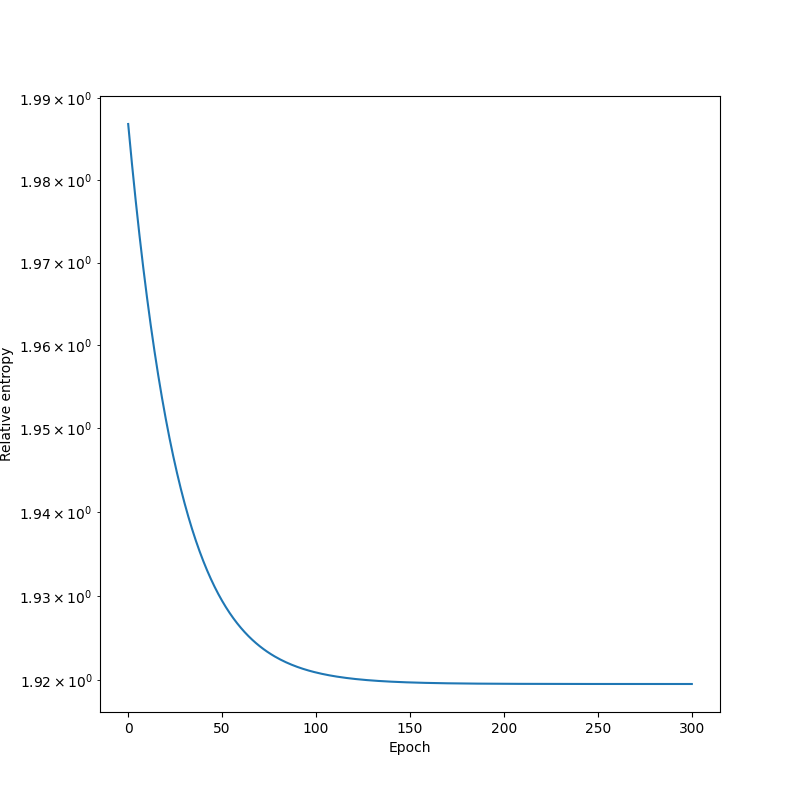 1.99 × 10⁰
1.98 × 10⁰
1.97 × 10⁰
1.96 × 10⁰
1.95 × 10⁰
1.94 × 10⁰
1.93 × 10⁰
1.92 × 10⁰
Relative entropy
0 50 100 150 200 250 300
Epoch